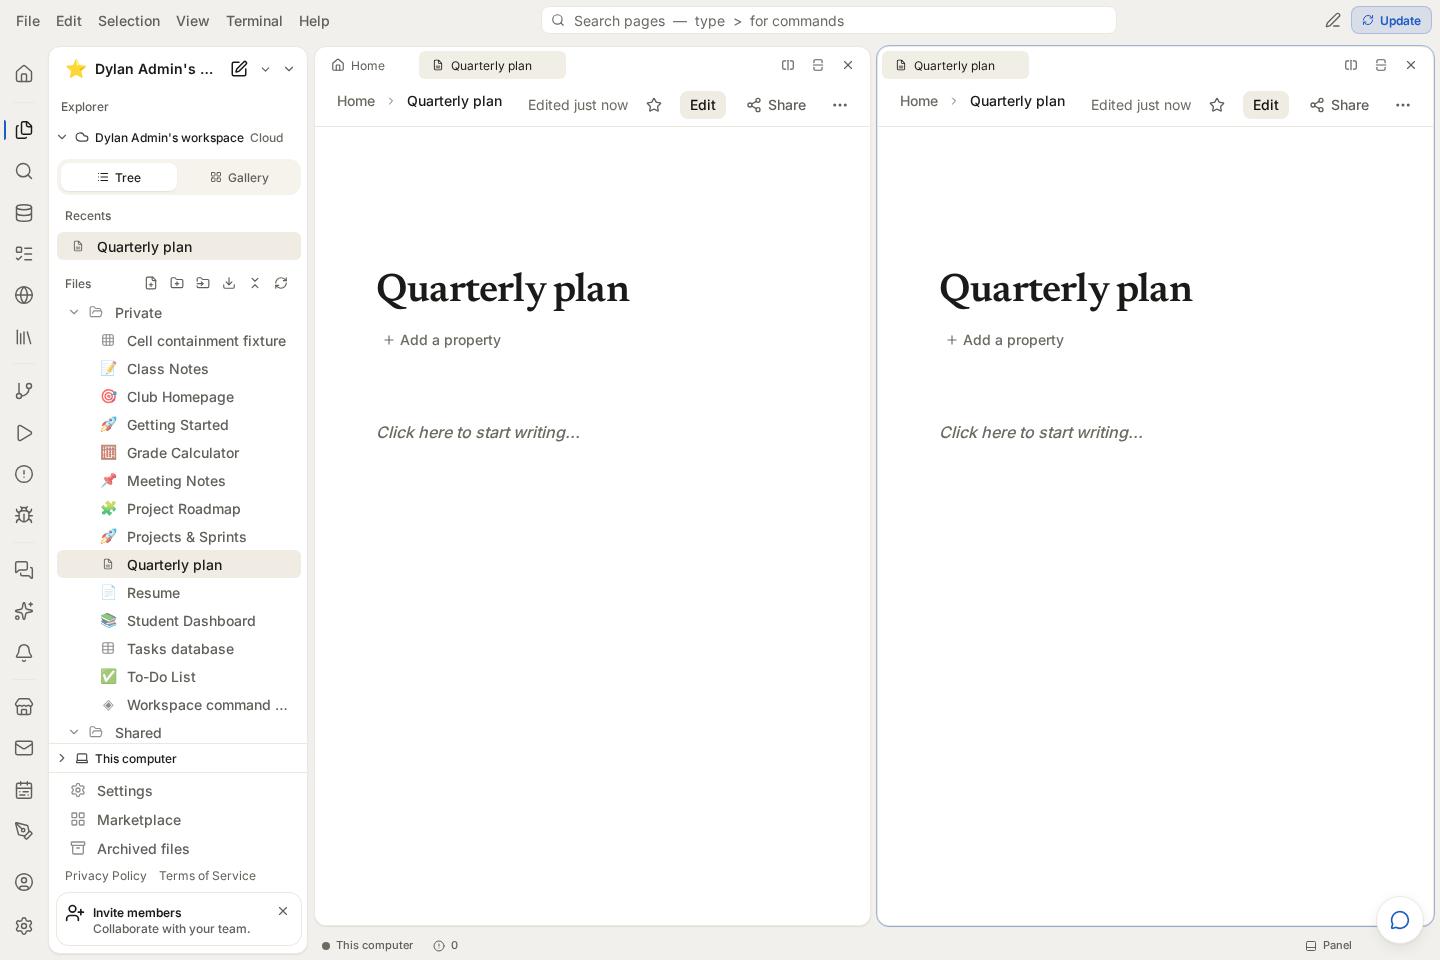 File Edit Selection View Terminal Help
Search pages — type > for commands
Update
Dylan Admin's ...
Explorer
Dylan Admin's workspace Cloud
Tree Gallery
Recents
Quarterly plan
Files
Private
Cell containment fixture
Class Notes
Club Homepage
Getting Started
Grade Calculator
Meeting Notes
Project Roadmap
Projects & Sprints
Quarterly plan
Resume
Student Dashboard
Tasks database
To-Do List
Workspace command ...
Shared
This computer
Settings
Marketplace
Archived files
Privacy Policy Terms of Service
Invite members
Collaborate with your team.
Home Quarterly plan
Home > Quarterly plan Edited just now Edit Share
Quarterly plan
+ Add a property
Click here to start writing...
Quarterly plan
Home > Quarterly plan Edited just now Edit Share
Quarterly plan
+ Add a property
Click here to start writing...
This computer 0
Panel